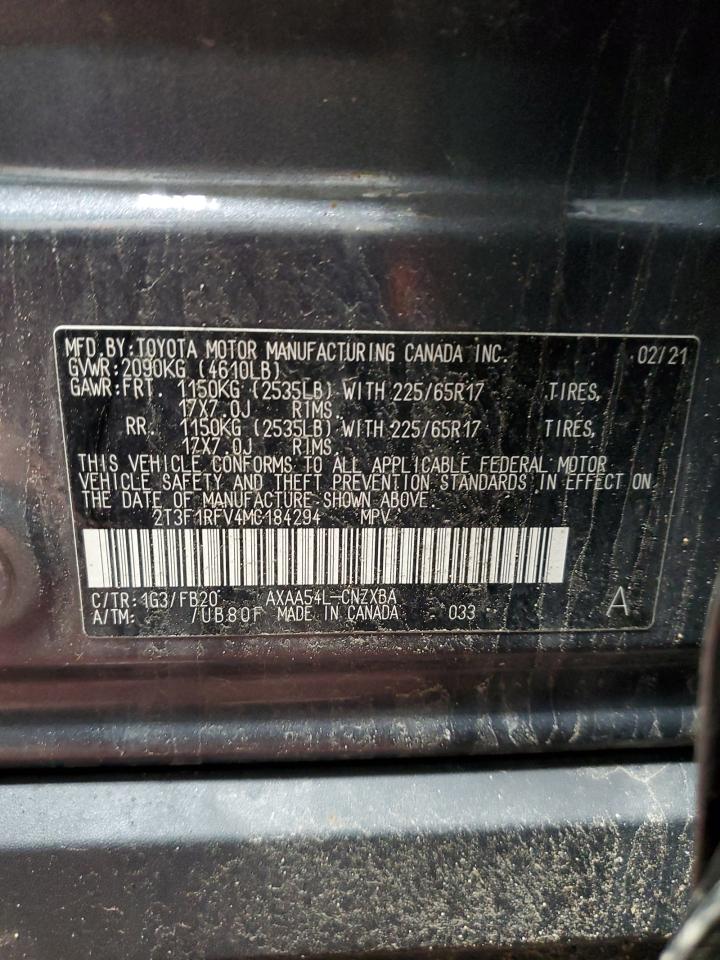 MFD.BY:TOYOTA MOTOR MANUFACTURING CANADA INC. 02/21
GVWR:2090KG (4610LB)
GAWR:FRT. 1150KG (2535LB) WITH 225/65R17 TIRES,
17X7.0J RIMS,
RR. 1150KG (2535LB) WITH 225/65R17 TIRES,
17X7.0J RIMS,
THIS VEHICLE CONFORMS TO ALL APPLICABLE FEDERAL MOTOR
VEHICLE SAFETY AND THEFT PREVENTION STANDARDS IN EFFECT ON
THE DATE OF MANUFACTURE SHOWN ABOVE.
2T3F1RFV4MC184294 MPV
C/TR:1G3/FB20 AXAA54L-CNZXBA A
A/TM: /UB80F MADE IN CANADA 033